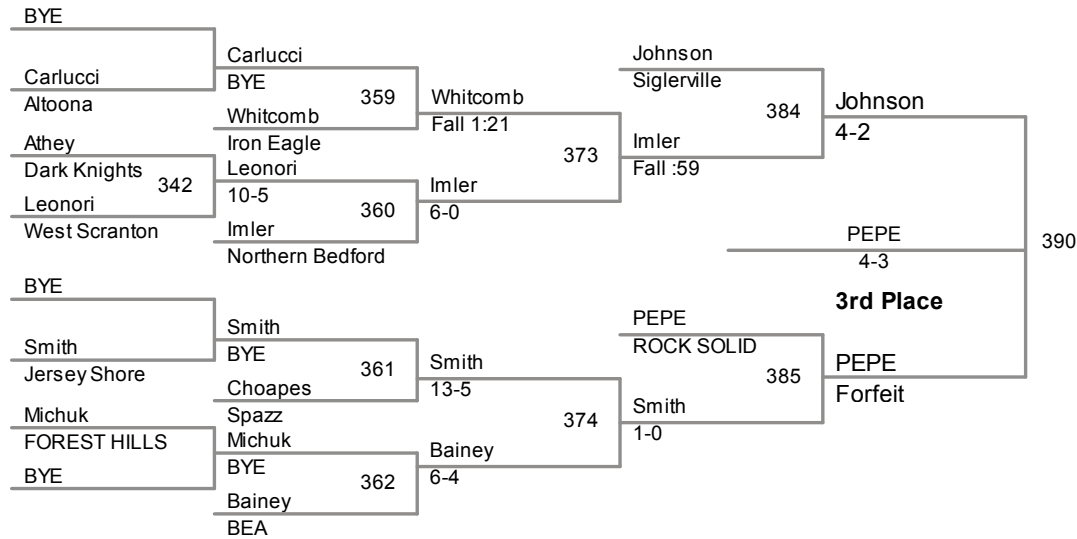 BYE
Carlucci
Altoona
Athey
Dark Knights
342
Leonori
West Scranton
BYE
Smith
Jersey Shore
Michuk
FOREST HILLS
BYE
Carlucci
BYE
359
Whitcomb
Iron Eagle
Leonori
10-5
360
Imler
Northern Bedford
Smith
BYE
361
Choapes
Spazz
Michuk
BYE
362
Bainey
BEA
Whitcomb
Fall 1:21
373
Imler
6-0
Smith
13-5
374
Bainey
6-4
Johnson
Siglerville
384
Imler
Fall :59
PEPE
ROCK SOLID
385
Smith
1-0
Johnson
4-2
PEPE
4-3
390
3rd Place
PEPE
Forfeit